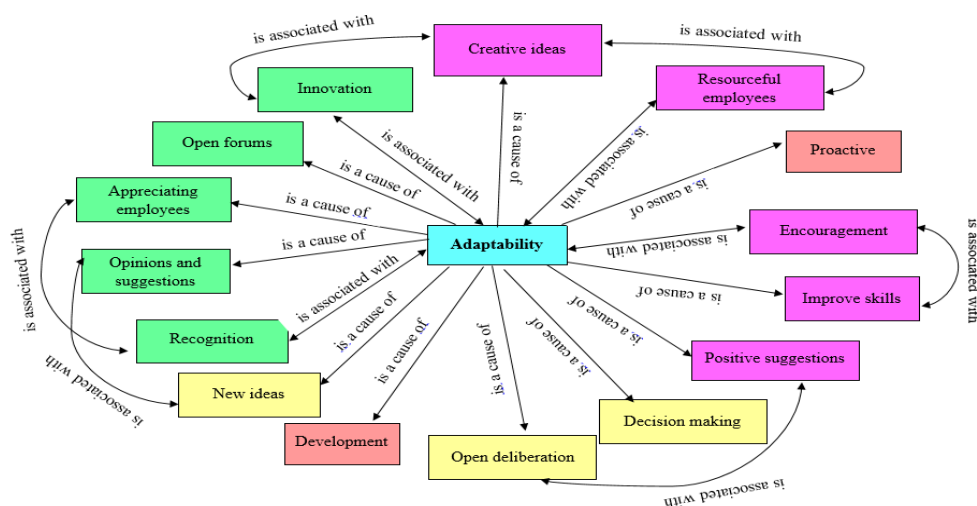 is associated with
Creative ideas
is associated with
Innovation
Resourceful
employees
Open forums
is associated with
is a cause of
is associated with
Proactive
is a cause of
is a cause of
Appreciating
employees
is a cause of
Encouragement
is associated with
Adaptability
is associated with
is a cause of
Opinions and
suggestions
is associated with
is associated with
is a cause of
Improve skills
is associated with
Recognition
is a cause of
is a cause of
is a cause of
is a cause of
is a cause of
Positive suggestions
is associated with
New ideas
Decision making
Development
Open deliberation
is associated with